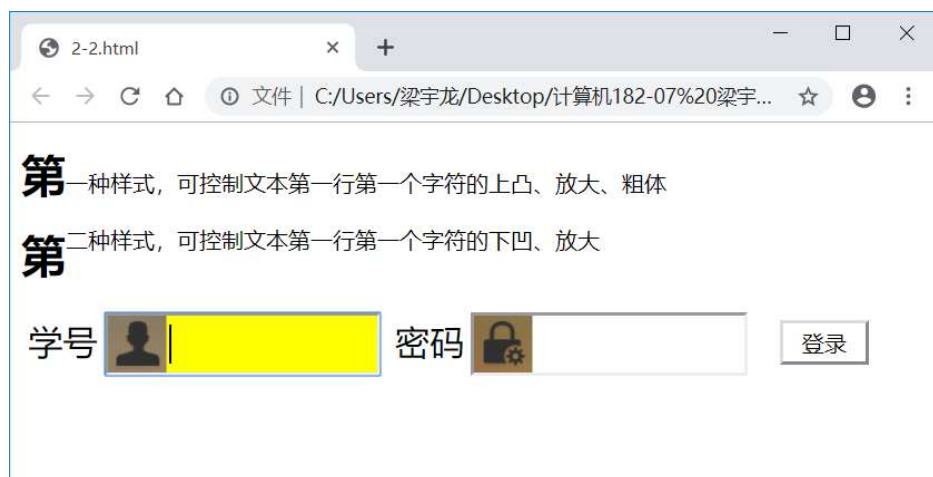 2-2.html
文件 | C:/Users/梁宇龙/Desktop/计算机182-07%20梁宇...
第一种样式，可控制文本第一行第一个字符的上凸、放大、粗体
第二种样式，可控制文本第一行第一个字符的下凹、放大
学号 密码 登录